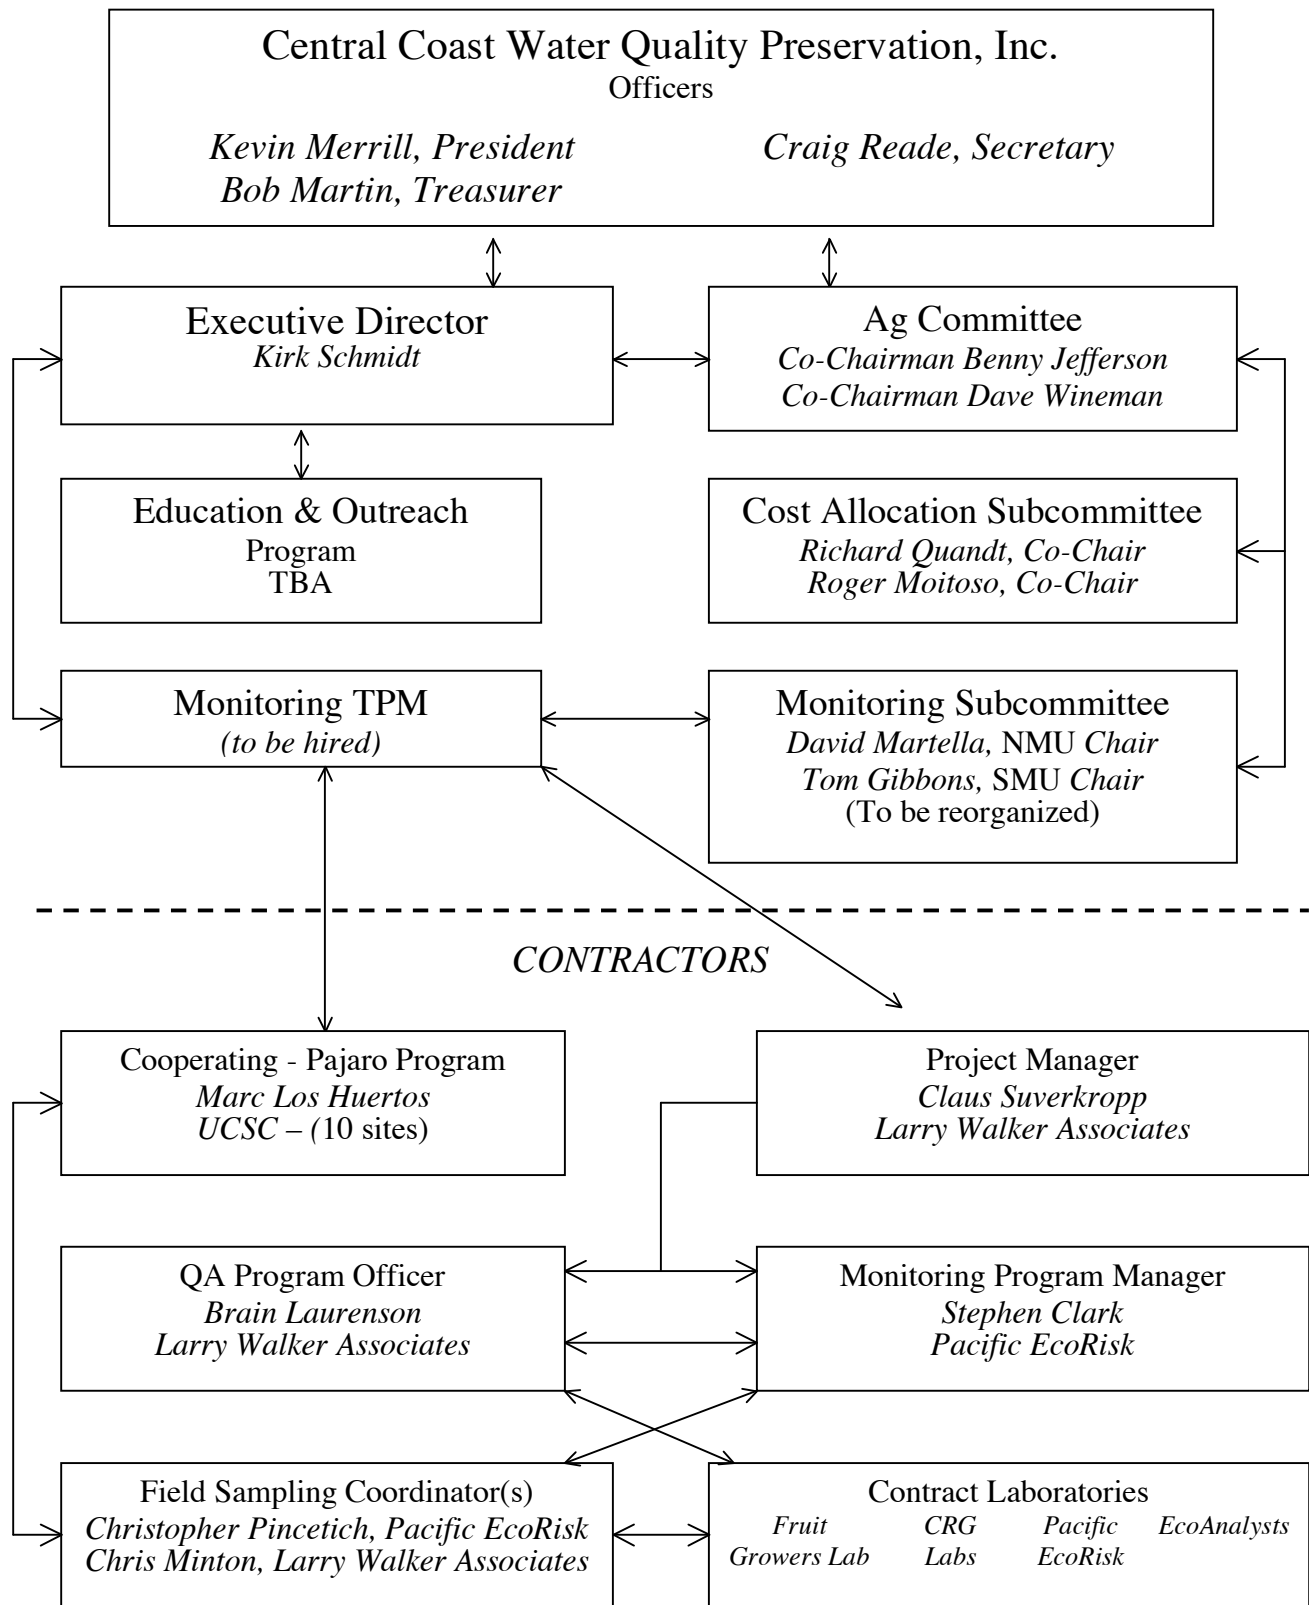 Central Coast Water Quality Preservation, Inc.
Officers
Kevin Merrill, President
Craig Reade, Secretary
Bob Martin, Treasurer
Executive Director
Kirk Schmidt
Ag Committee
Co-Chairman Benny Jefferson
Co-Chairman Dave Wineman
Education & Outreach
Program
TBA
Cost Allocation Subcommittee
Richard Quandt, Co-Chair
Roger Moitoso, Co-Chair
Monitoring TPM
(to be hired)
Monitoring Subcommittee
David Martella, NMU Chair
Tom Gibbons, SMU Chair
(To be reorganized)
CONTRACTORS
Cooperating - Pajaro Program
Marc Los Huertos
UCSC – (10 sites)
Project Manager
Claus Suverkropp
Larry Walker Associates
QA Program Officer
Brain Laurenson
Larry Walker Associates
Monitoring Program Manager
Stephen Clark
Pacific EcoRisk
Field Sampling Coordinator(s)
Christopher Pincetich, Pacific EcoRisk
Chris Minton, Larry Walker Associates
Contract Laboratories
Fruit
Growers Lab
CRG
Labs
Pacific
EcoRisk
EcoAnalysts